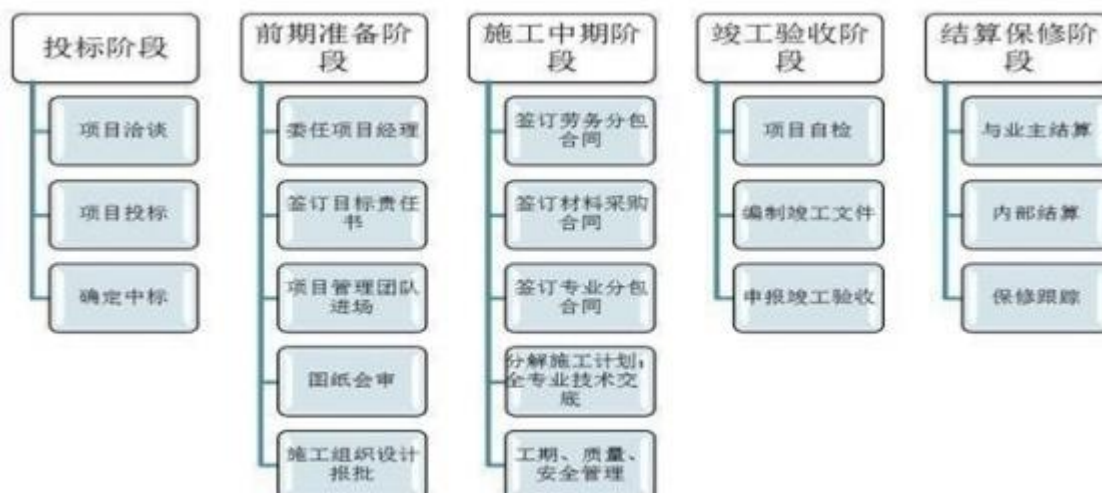 投标阶段
项目洽谈
项目投标
确定中标
前期准备阶
段
委任项目经理
签订目标责任
书
项目管理团队
进场
图纸会审
施工组织设计
报批
施工中期阶
段
签订劳务分包
合同
签订材料采购
合同
签订专业分包
合同
分解施工计划;
全专业技术交
底
工期、质量、
安全管理
竣工验收阶
段
项目自检
编制竣工文件
申报竣工验收
结算保修阶
段
与业主结算
内部结算
保修跟踪